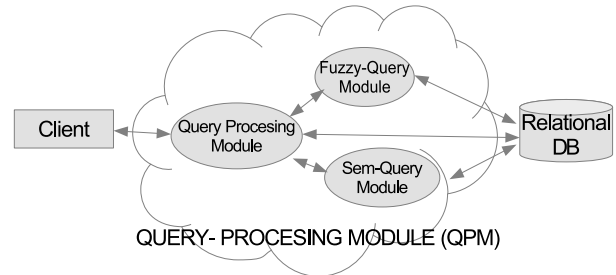 Fuzzy-Query
Module
Client
Query Procesing
Module
Relational
DB
Sem-Query
Module
QUERY- PROCESING MODULE (QPM)